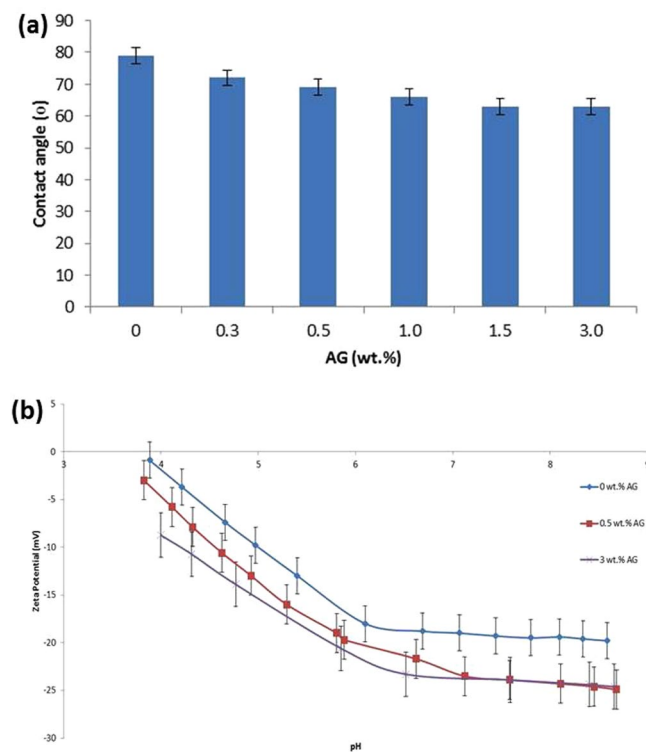 (a)
90
80
70
60
50
40
30
20
10
0
Contact angle (o)
0 0.3 0.5 1.0 1.5 3.0
AG (wt.%)
(b)
5
0
-5
-10
-15
-20
-25
-30
3 4 5 6 7 8 9
Zeta Potential (mV)
0 wt.% AG
0.5 wt.% AG
3 wt.% AG
pH